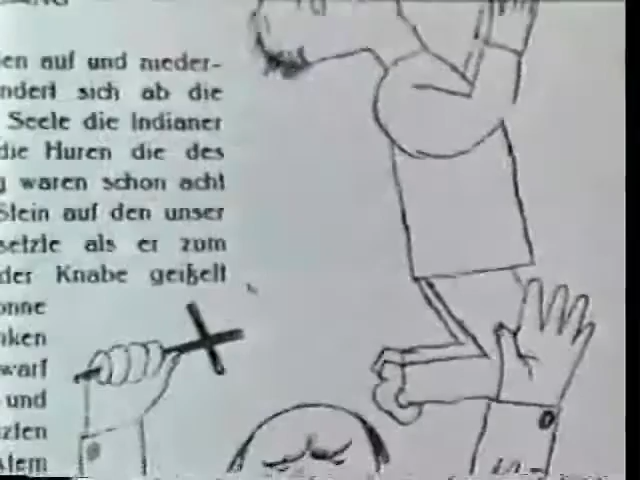 en auf und nieder-
ndert sich ab die
Seele die Indianer
die Huren die des
g waren schon acht
Stein auf den unser
setzte als er zum
der Knabe geißelt
onne
nken
warf
und
zten
stem